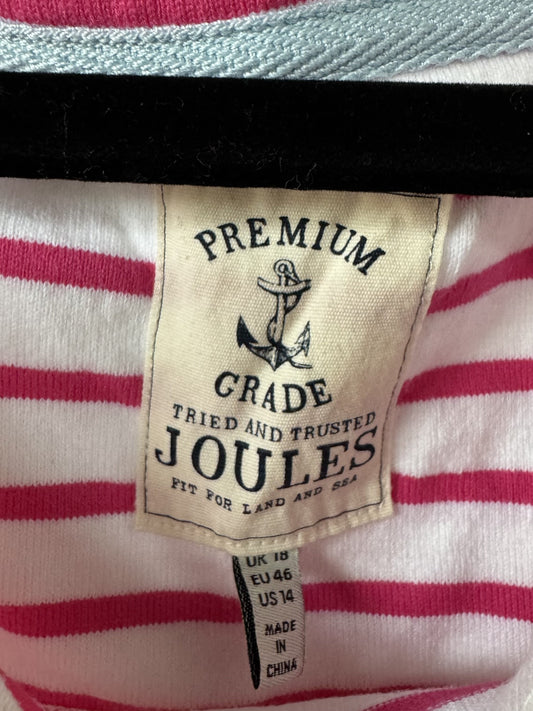 PREMIUM
GRADE
TRIED AND TRUSTED
JOULES
FIT FOR LAND AND SEA
UK 18
EU 46
US 14
MADE
IN
CHINA